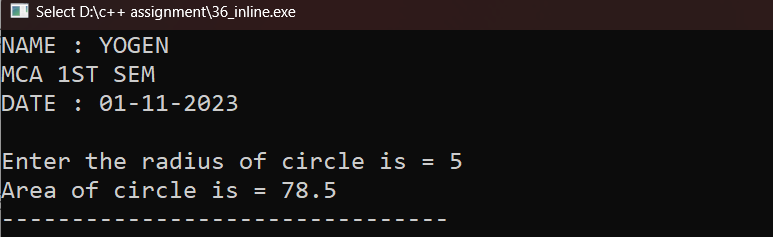 Select D:\c++ assignment\36_inline.exe
NAME : YOGEN
MCA 1ST SEM
DATE : 01-11-2023
Enter the radius of circle is = 5
Area of circle is = 78.5
--------------------------------